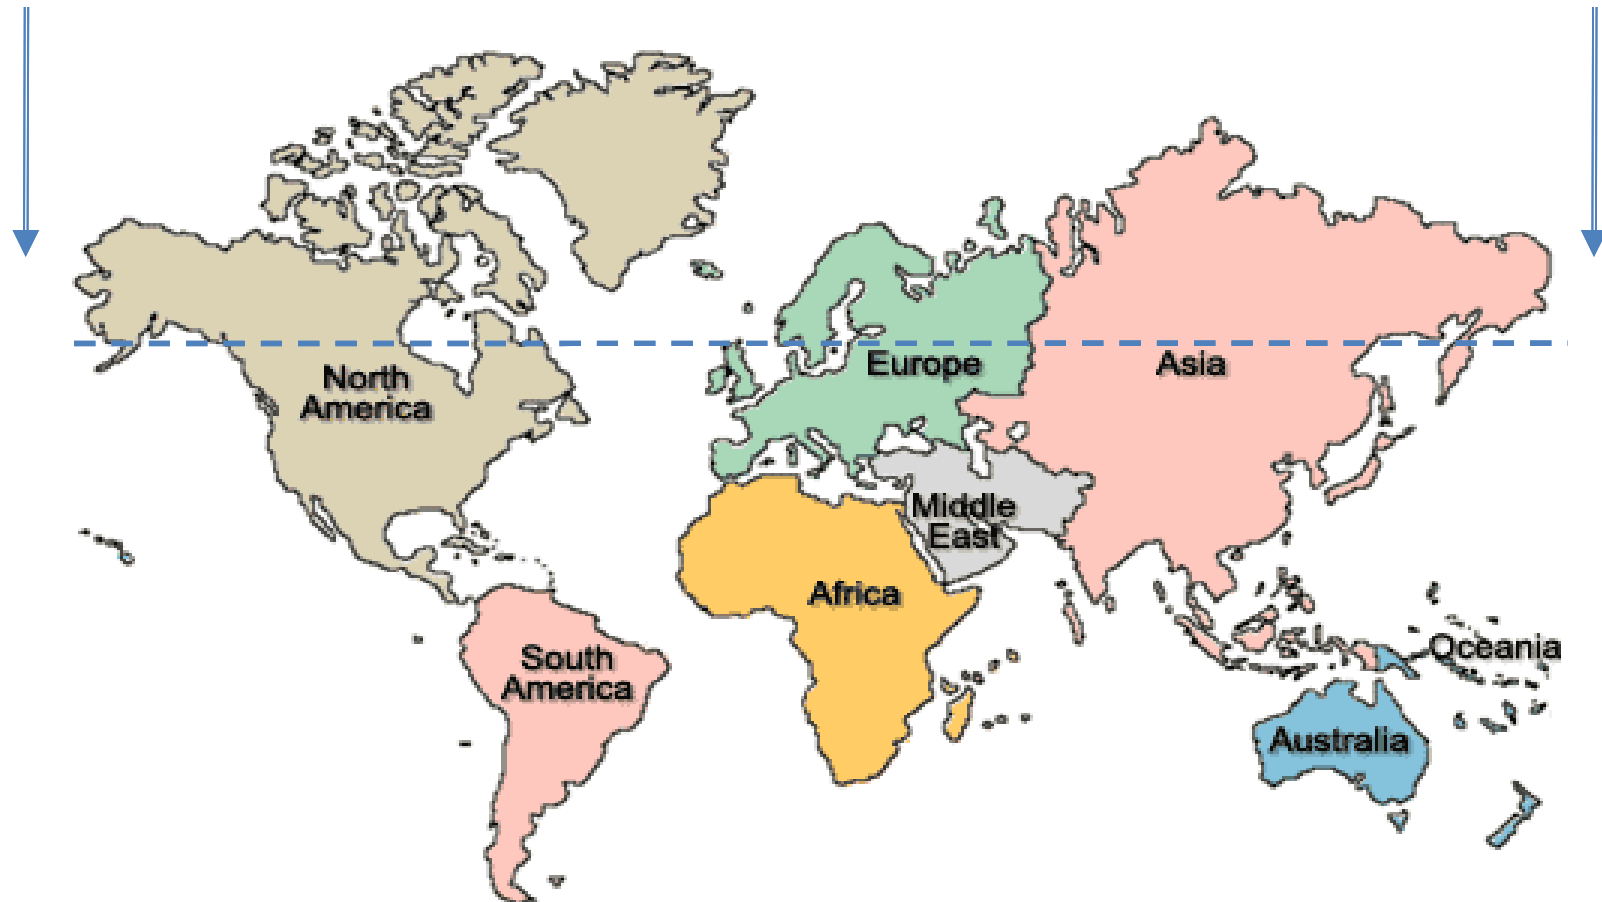 North
America
Europe
Asia
Middle
East
Africa
South
America
Oceania
Australia